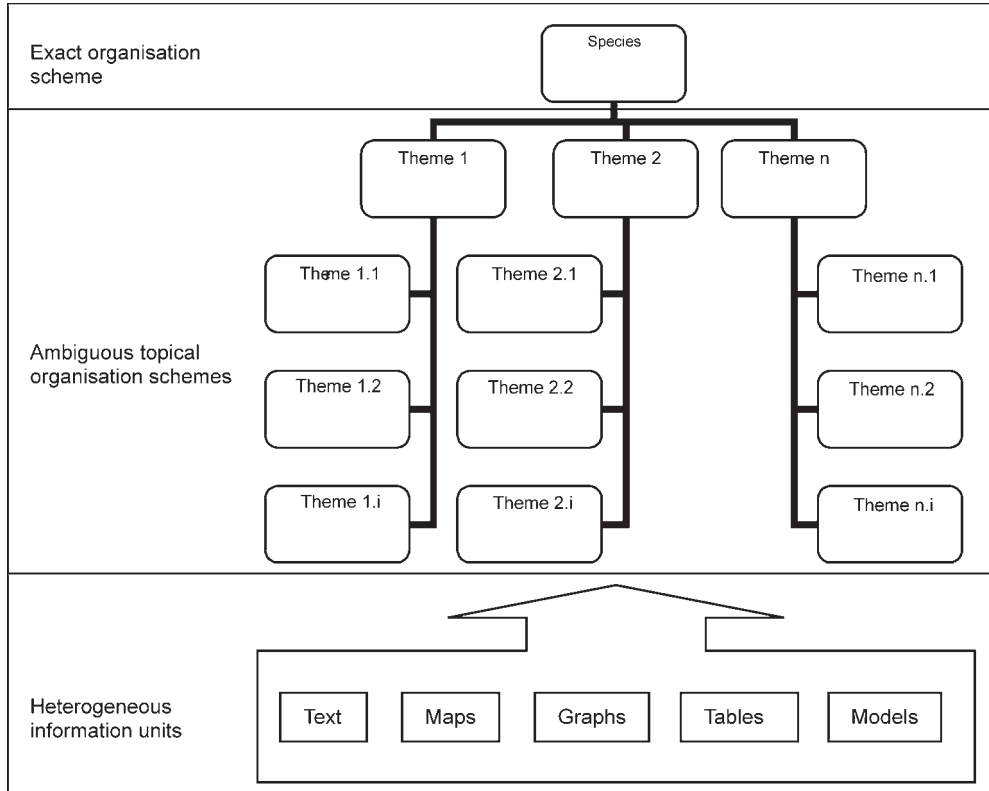 Exact organisation
scheme
Species
Theme 1
Theme 2
Theme n
Theme 1.1
Theme 2.1
Theme n.1
Ambiguous topical
organisation schemes
Theme 1.2
Theme 2.2
Theme n.2
Theme 1.i
Theme 2.i
Theme n.i
Heterogeneous
information units
Text
Maps
Graphs
Tables
Models